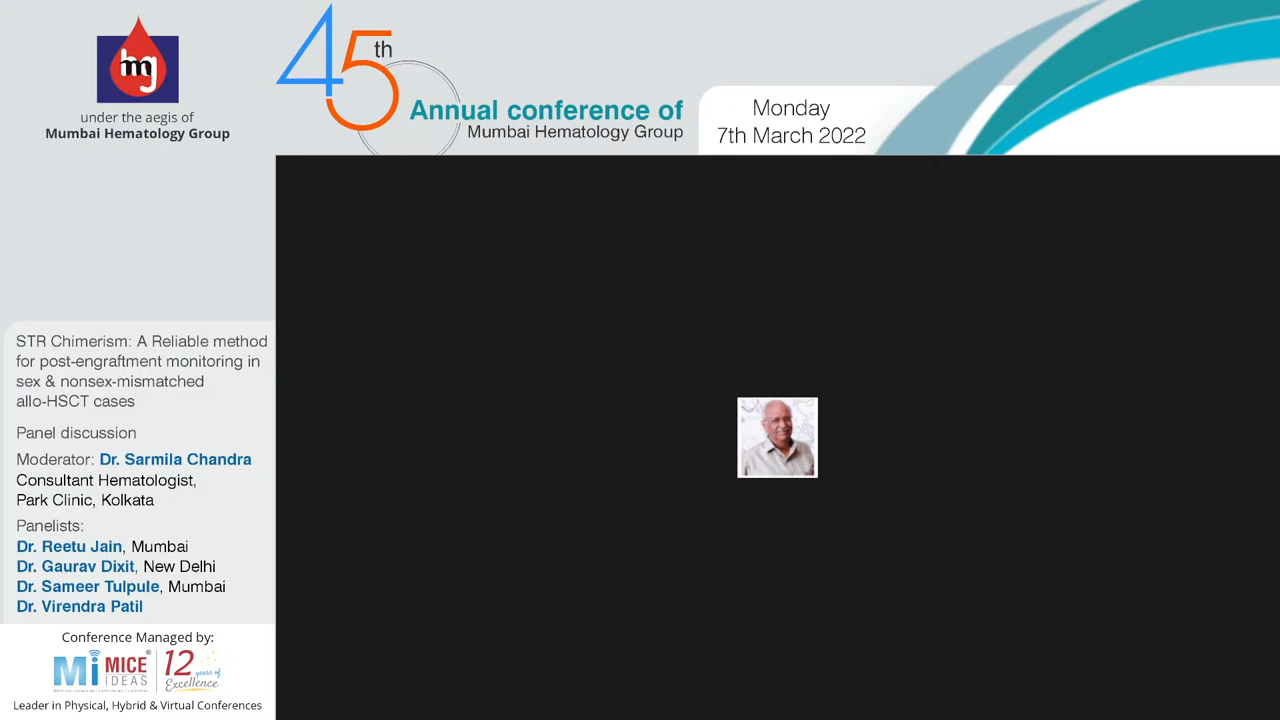 hmg
under the aegis of
Mumbai Hematology Group
45th
Annual conference of
Mumbai Hematology Group
Monday
7th March 2022
STR Chimerism: A Reliable method
for post-engraftment monitoring in
sex & nonsex-mismatched
allo-HSCT cases
Panel discussion
Moderator: Dr. Sarmila Chandra
Consultant Hematologist,
Park Clinic, Kolkata
Panelists:
Dr. Reetu Jain, Mumbai
Dr. Gaurav Dixit, New Delhi
Dr. Sameer Tulpule, Mumbai
Dr. Virendra Patil
Conference Managed by:
Mi MICE IDEAS® 12 years of Excellence
Leader in Physical, Hybrid & Virtual Conferences